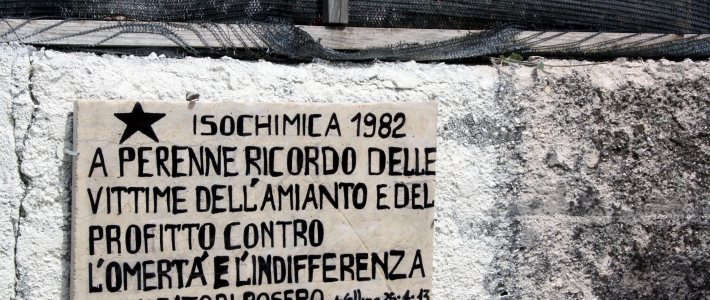 ISOCHIMICA 1982
A PERENNE RICORDO DELLE
VITTIME DELL'AMIANTO E DEL
PROFITTO CONTRO
L'OMERTÀ E L'INDIFFERENZA